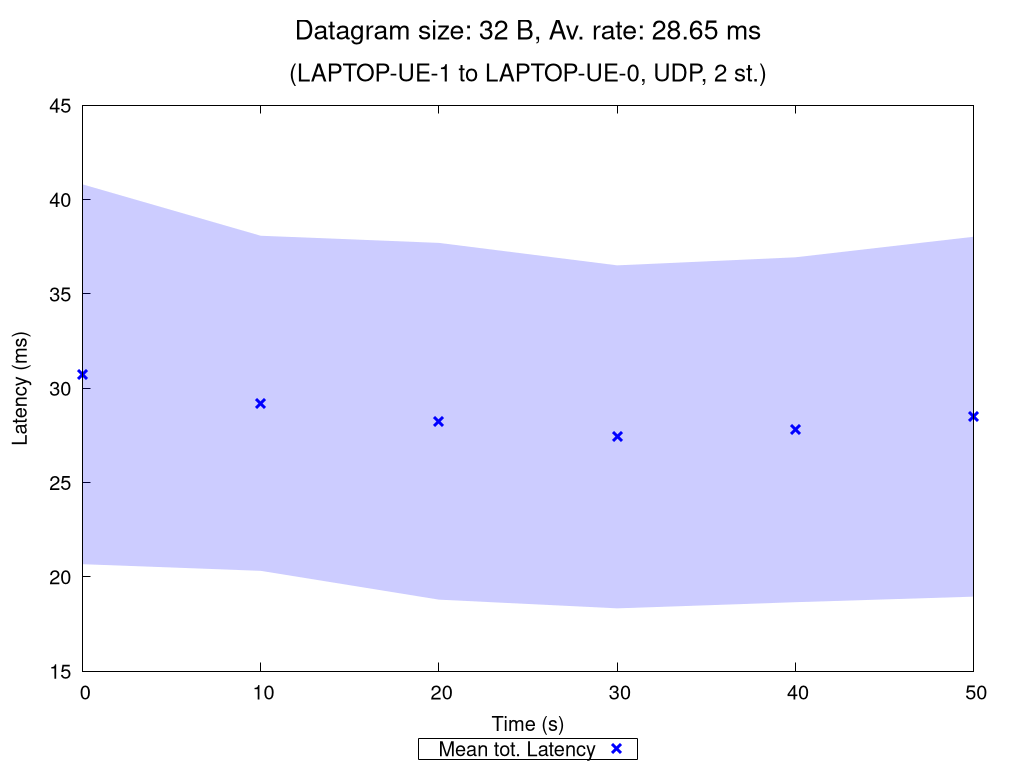 Datagram size: 32 B, Av. rate: 28.65 ms
(LAPTOP-UE-1 to LAPTOP-UE-0, UDP, 2 st.)
45
40
35
30
25
20
15
Latency (ms)
0 10 20 30 40 50
Time (s)
Mean tot. Latency